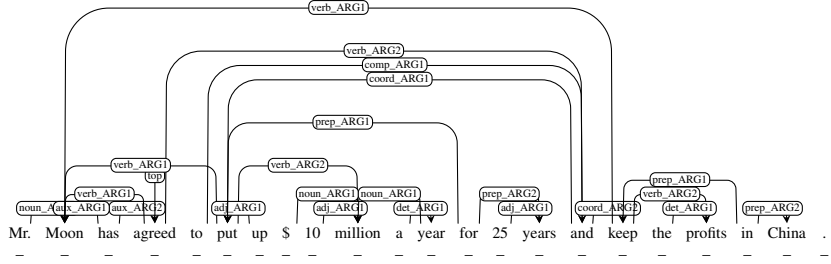 verb_ARG1
verb_ARG2
comp_ARG1
coord_ARG1
prep_ARG1
verb_ARG1 verb_ARG2 prep_ARG1
top
verb_ARG1 noun_ARG1 noun_ARG1 prep_ARG2 verb_ARG2
aux_ARG1 aux_ARG2 adj_ARG1 adj_ARG1 det_ARG1 adj_ARG1 coord_ARG2 det_ARG1 prep_ARG2
Mr. Moon has agreed to put up $ 10 million a year for 25 years and keep the profits in China .
_ _ _ _ _ _ _ _ _ _ _ _ _ _ _ _ _ _ _ _ _ _